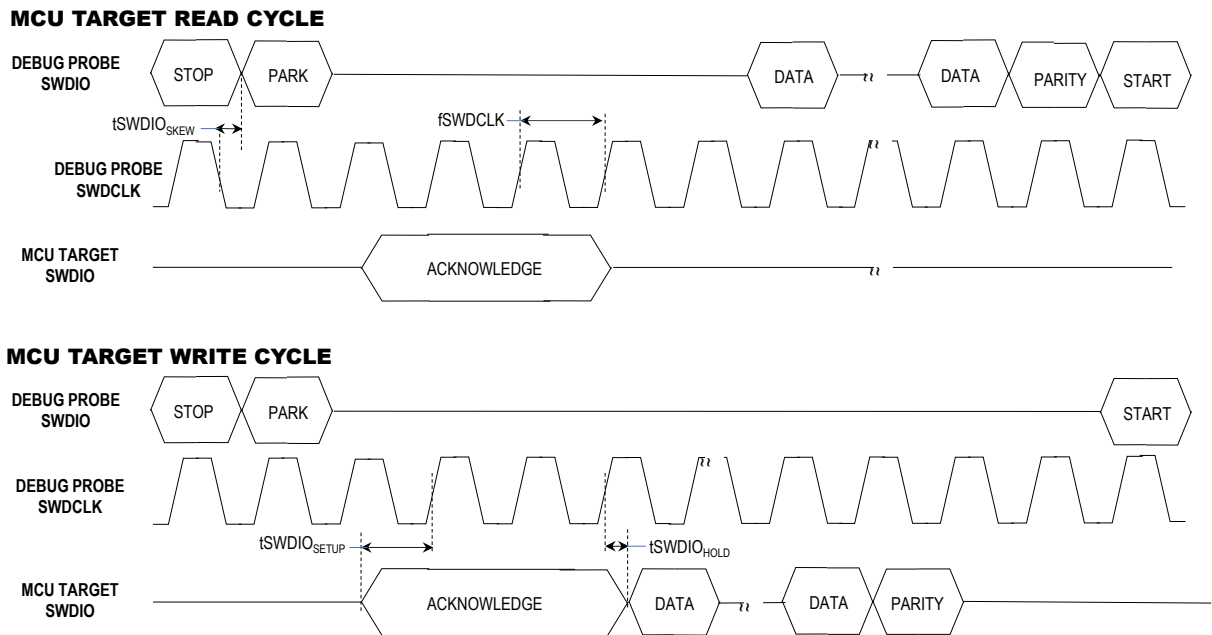 MCU TARGET READ CYCLE
DEBUG PROBE
SWDIO
STOP
PARK
DATA
DATA
PARITY
START
tSWDIOSKEW
fSWDCLK
DEBUG PROBE
SWDCLK
MCU TARGET
SWDIO
ACKNOWLEDGE
MCU TARGET WRITE CYCLE
DEBUG PROBE
SWDIO
STOP
PARK
START
DEBUG PROBE
SWDCLK
tSWDIOSETUP
tSWDIOHOLD
MCU TARGET
SWDIO
ACKNOWLEDGE
DATA
DATA
PARITY